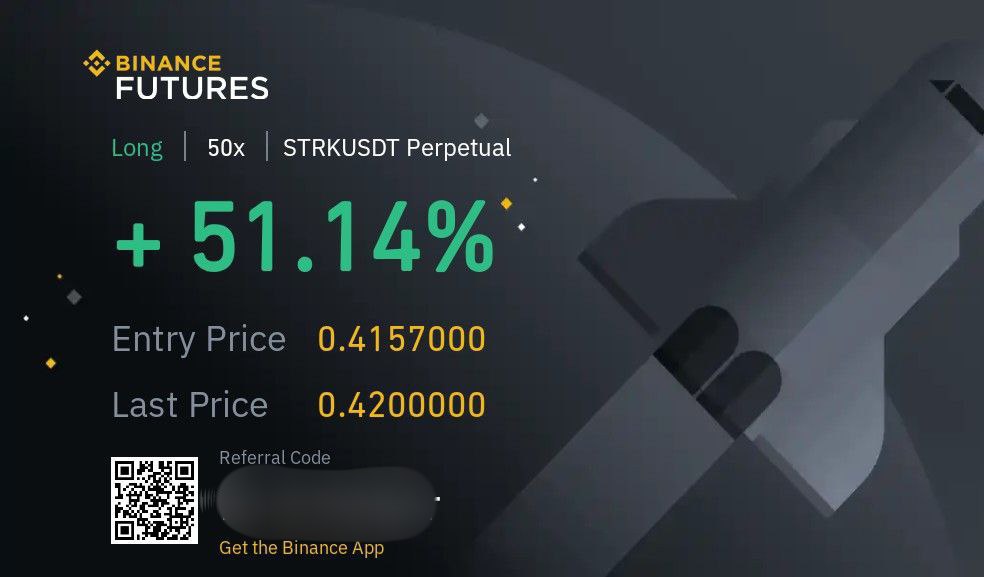 BINANCE
FUTURES
Long | 50x | STRKUSDT Perpetual
+ 51.14%
Entry Price 0.4157000
Last Price 0.4200000
Referral Code
Get the Binance App